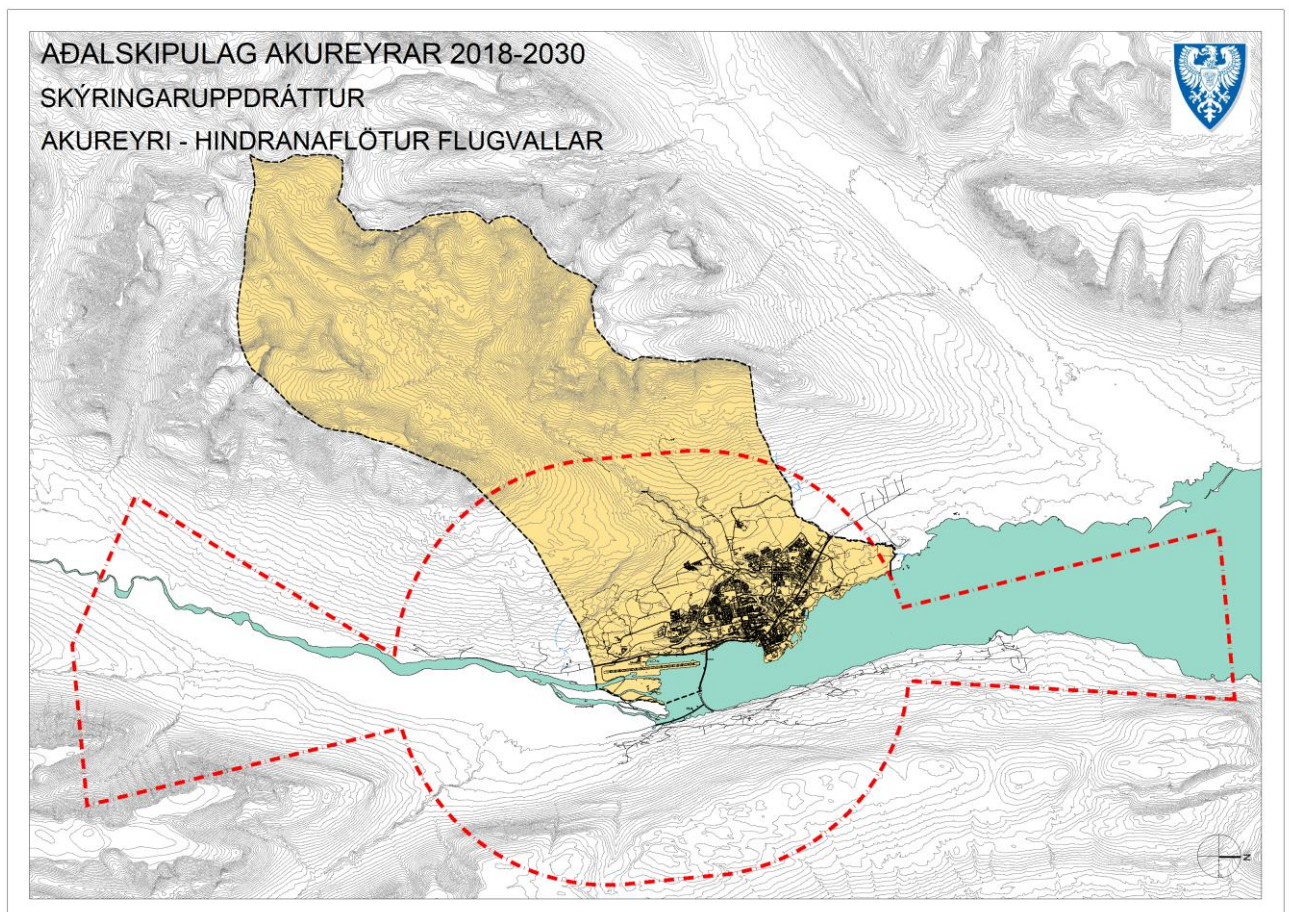 AÐALSKIPULAG AKUREYRAR 2018-2030
SKÝRINGARUPPDRÁTTUR
AKUREYRI - HINDRANAFLÖTUR FLUGVALLAR
N